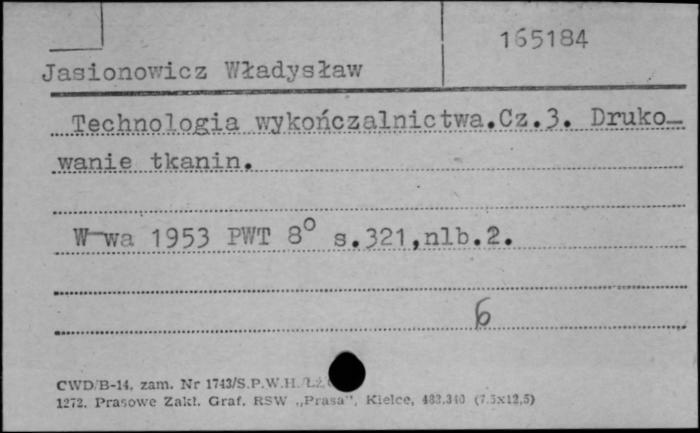 165184
Jasionowicz Władysław
Technologia wykończalnictwa.Cz.3. Druko-
wanie tkanin.
W-wa 1953 PWT 8° s.321,nlb.2.
6
CWD/B-14, zam. Nr 1743/S.P.W.H.
1272. Prasowe Zakł. Graf. RSW „Prasa", Kielce, 483.340 (7,5x12,5)